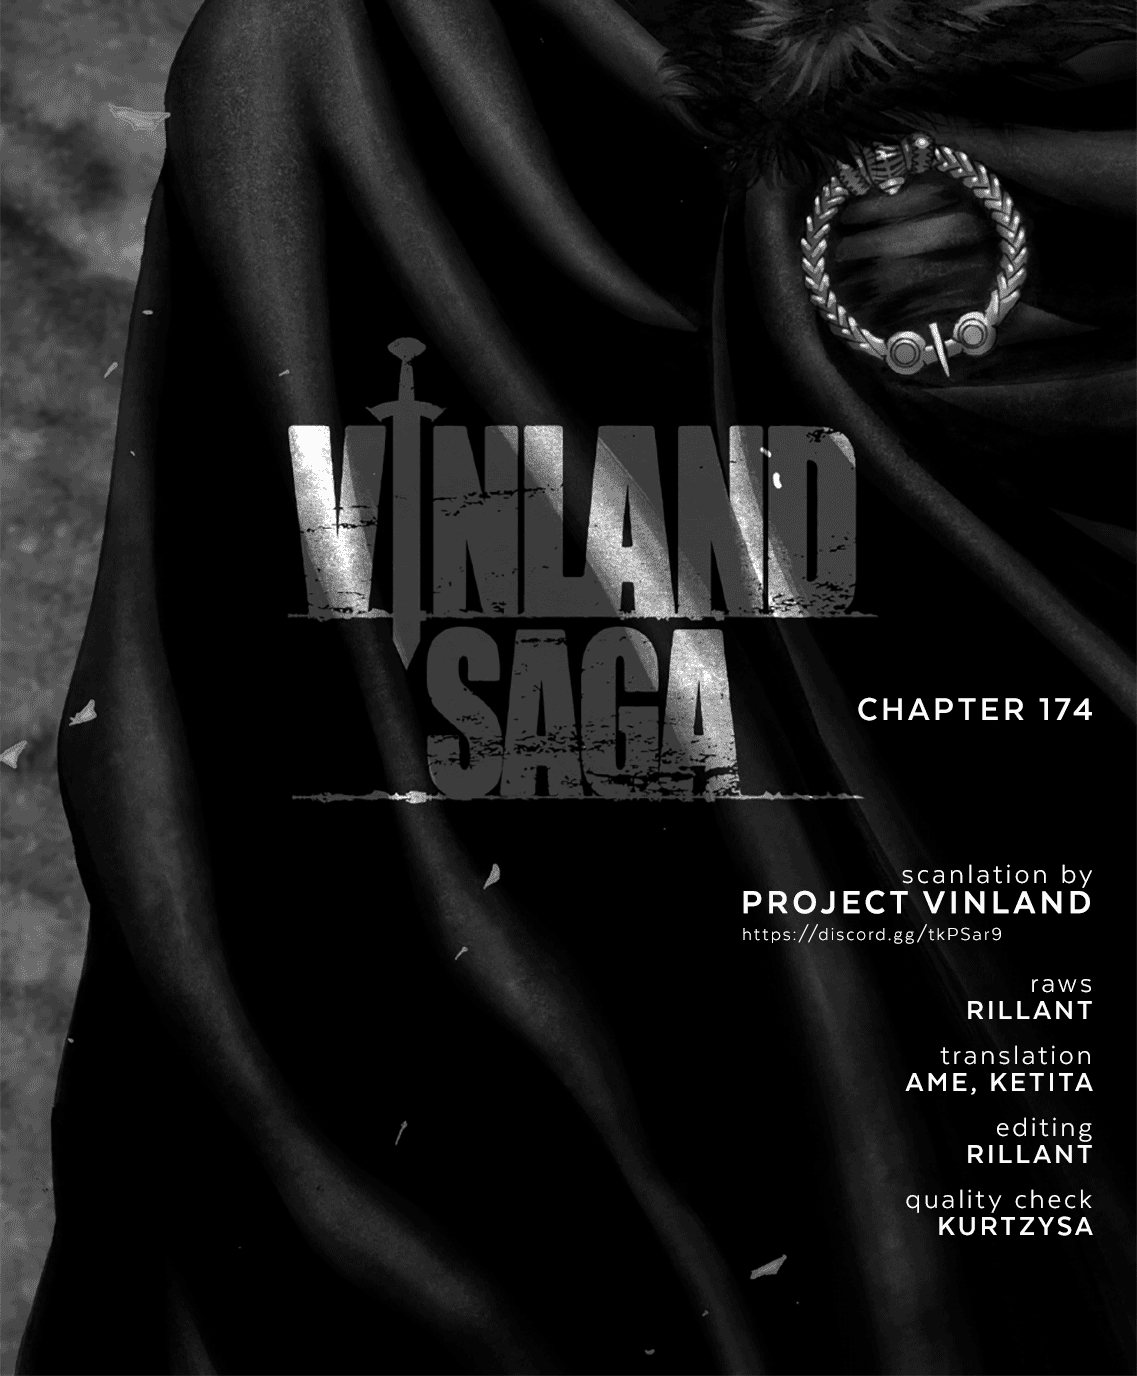 VINLAND
SAGA
CHAPTER 174
scanlation by
PROJECT VINLAND
https://discord.gg/tkPSar9
raws
RILLANT
translation
AME, KETITA
editing
RILLANT
quality check
KURTZYSA